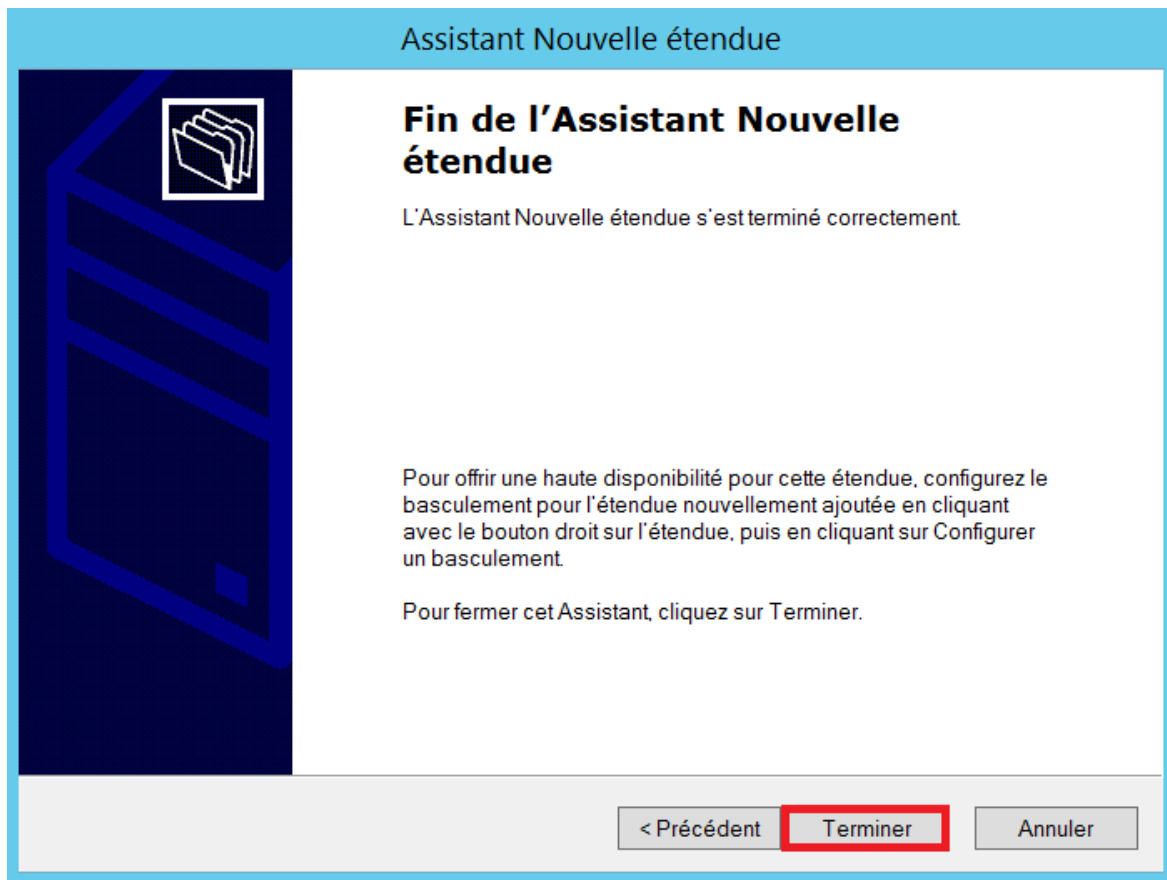 Assistant Nouvelle étendue
Fin de l’Assistant Nouvelle
étendue
L'Assistant Nouvelle étendue s'est terminé correctement.
Pour offrir une haute disponibilité pour cette étendue, configurez le
basculement pour l'étendue nouvellement ajoutée en cliquant
avec le bouton droit sur l'étendue, puis en cliquant sur Configurer
un basculement.
Pour fermer cet Assistant, cliquez sur Terminer.
< Précédent
Terminer
Annuler